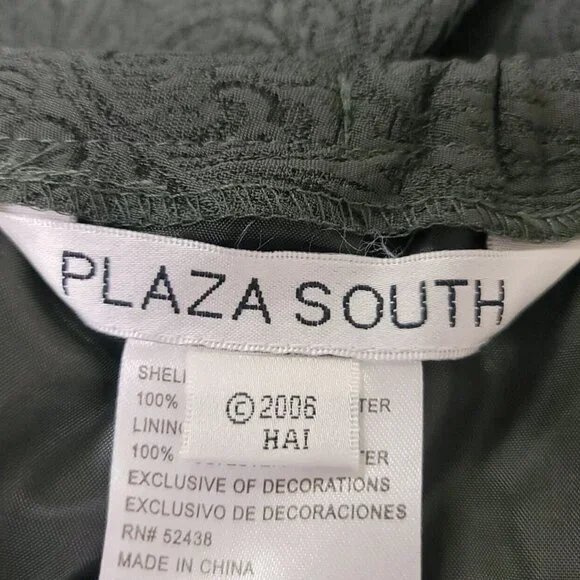 PLAZA SOUTH
© 2006
HAI
SHEL
100% TER
LINING
100% TER
EXCLUSIVE OF DECORATIONS
EXCLUSIVO DE DECORACIONES
RN# 52438
MADE IN CHINA